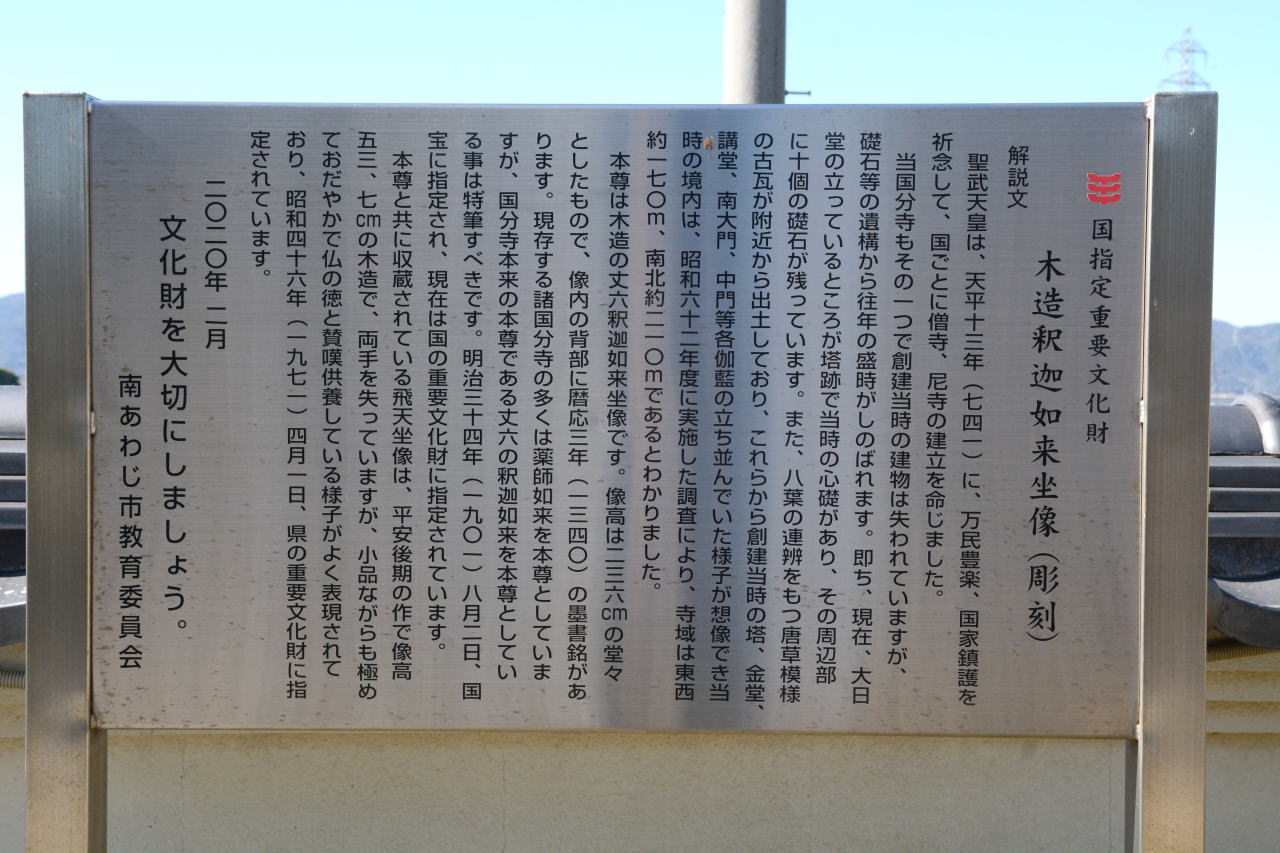 国指定重要文化財
木造釈迦如来坐像（彫刻）
解説文
聖武天皇は、天平十三年（七四一）に、万民豊楽、国家鎮護を
祈念して、国ごとに僧寺、尼寺の建立を命じました。
当国分寺もその一つで創建当時の建物は失われていますが、
礎石等の遺構から往年の盛時がしのばれます。即ち、現在、大日
堂の立っているところが塔跡で当時の心礎があり、その周辺部
に十個の礎石が残っています。また、八葉の連辨をもつ唐草模様
の古瓦が附近から出土しており、これらから創建当時の塔、金堂、
講堂、南大門、中門等各伽藍の立ち並んでいた様子が想像でき当
時の境内は、昭和六十二年度に実施した調査により、寺域は東西
約一七〇ｍ、南北約二一〇ｍであるとわかりました。
本尊は木造の丈六釈迦如来坐像です。像高は二三六cmの堂々
としたもので、像内の背部に暦応三年（一三四〇）の墨書銘があ
ります。現存する諸国分寺の多くは薬師如来を本尊としていま
すが、国分寺本来の本尊である丈六の釈迦如来を本尊としてい
る事は特筆すべきです。明治三十四年（一九〇一）八月二日、国
宝に指定され、現在は国の重要文化財に指定されています。
本尊と共に収蔵されている飛天坐像は、平安後期の作で像高
五三、七cmの木造で、両手を失っていますが、小品ながらも極め
ておだやかで仏の徳と賛嘆供養している様子がよく表現されて
おり、昭和四十六年（一九七一）四月一日、県の重要文化財に指
定されています。
二〇二〇年 二月
文化財を大切にしましょう。
南あわじ市教育委員会